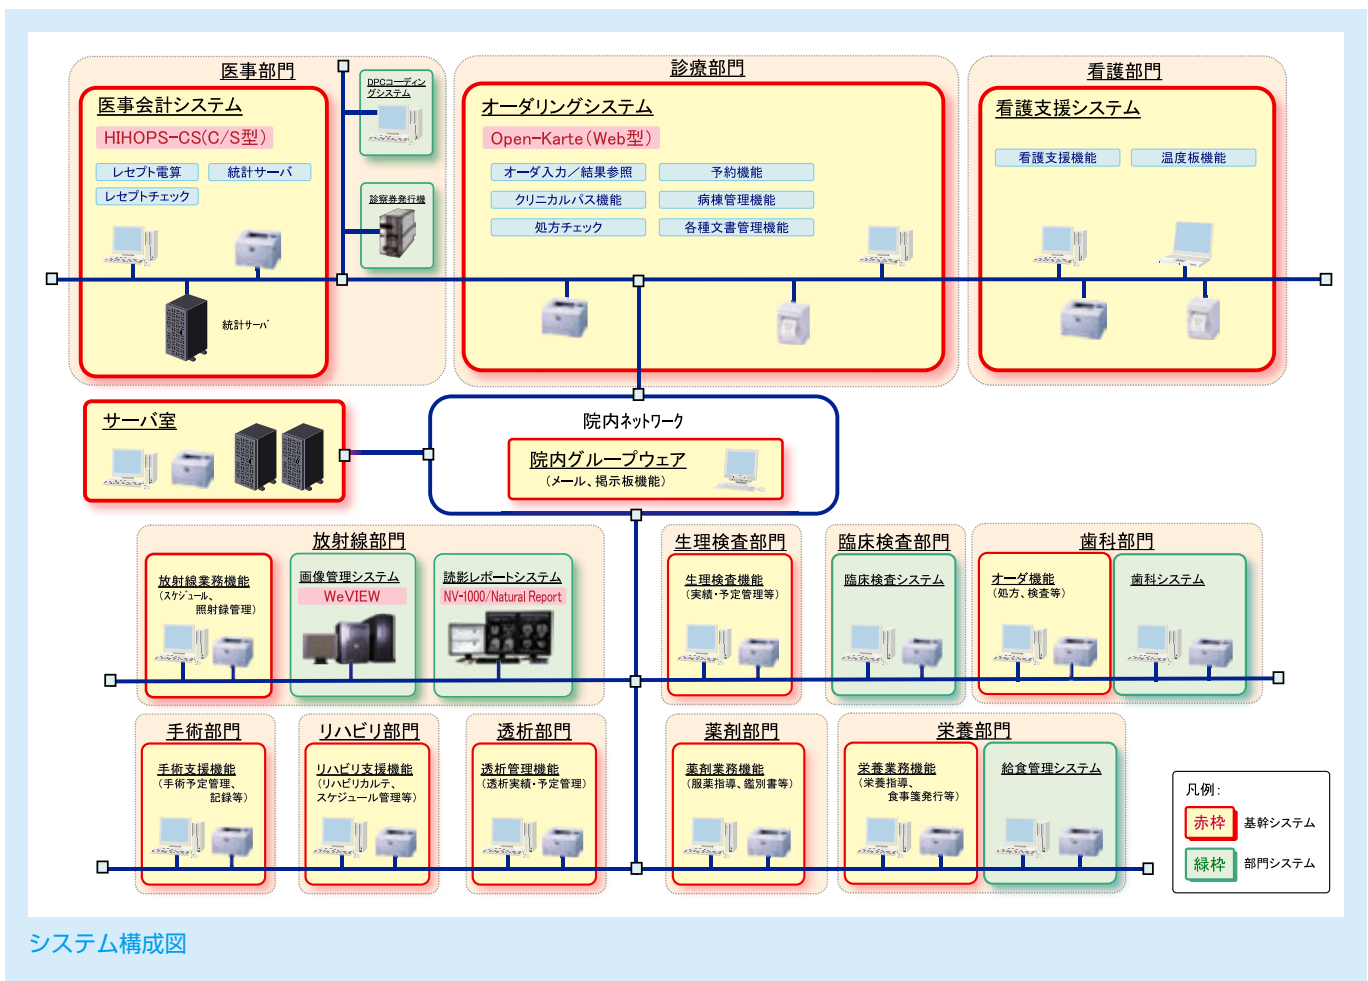 医事部門
医事会計システム
HIHOPS-CS(C/S型)
レセプト電算
統計サーバ
レセプトチェック
統計サーバ
DPCコーディン
グシステム
診察券発行機
診療部門
オーダリングシステム
Open-Karte(Web型)
オーダ入力／結果参照
予約機能
クリニカルパス機能
病棟管理機能
処方チェック
各種文書管理機能
看護部門
看護支援システム
看護支援機能
温度板機能
サーバ室
院内ネットワーク
院内グループウェア
(メール、掲示板機能)
放射線部門
放射線業務機能
(スケジュール、
照射録管理)
画像管理システム
WeVIEW
読影レポートシステム
NV-1000/Natural Report
生理検査部門
生理検査機能
(実績・予定管理等)
臨床検査部門
臨床検査システム
歯科部門
オーダ機能
(処方、検査等)
歯科システム
手術部門
手術支援機能
(手術予定管理、
記録等)
リハビリ部門
リハビリ支援機能
(リハビリカルテ、
スケジュール管理等)
透析部門
透析管理機能
(透析実績・予定管理)
薬剤部門
薬剤業務機能
(服薬指導、鑑別書等)
栄養部門
栄養業務機能
(栄養指導、
食事箋発行等)
給食管理システム
凡例：
赤枠
基幹システム
緑枠
部門システム
システム構成図